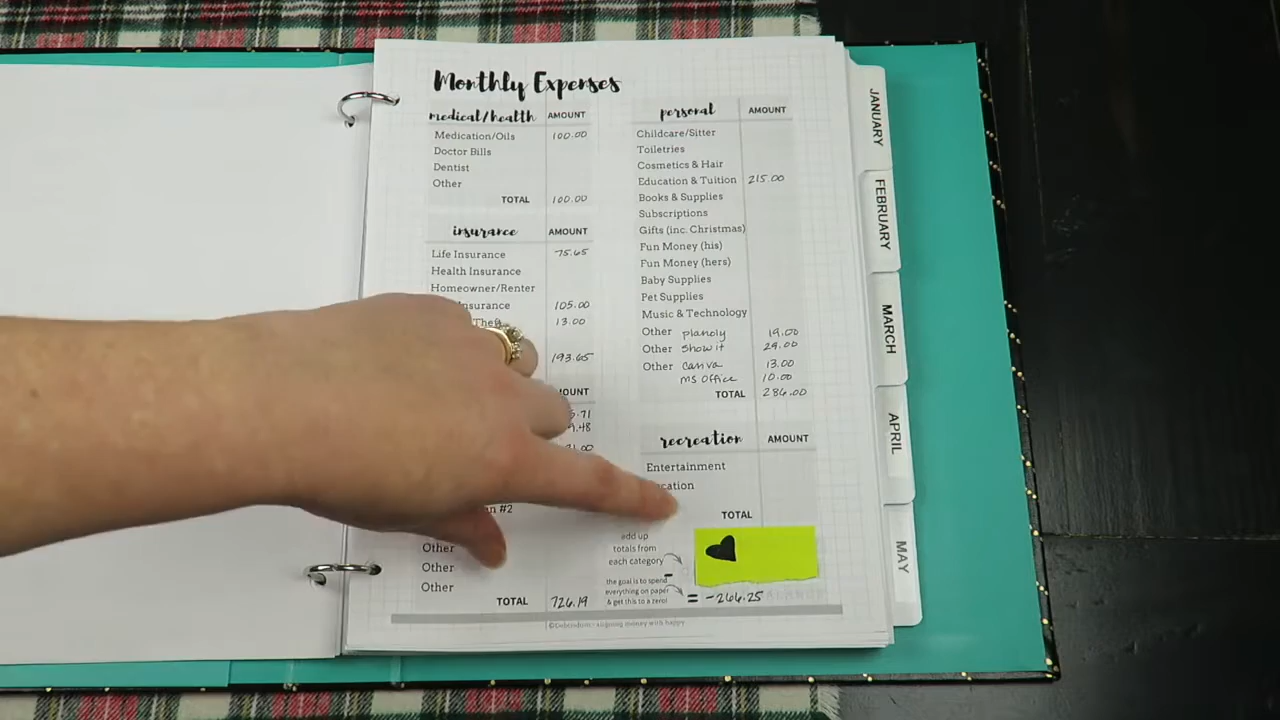 Monthly Expenses
medical/health AMOUNT
Medication/Oils 100.00
Doctor Bills
Dentist
Other
TOTAL 100.00
insurance AMOUNT
Life Insurance 75.65
Health Insurance
Homeowner/Renter
Insurance 105.00
Theft 13.00
193.65
#2
Other
Other
Other
TOTAL 726.19
personal AMOUNT
Childcare/Sitter
Toiletries
Cosmetics & Hair
Education & Tuition 215.00
Books & Supplies
Subscriptions
Gifts (inc. Christmas)
Fun Money (his)
Fun Money (hers)
Baby Supplies
Pet Supplies
Music & Technology
Other planoly 19.00
Other Showit 29.00
Other canva 13.00
MS Office 10.00
TOTAL 286.00
recreation AMOUNT
Entertainment
TOTAL
add up
totals from
each category
the goal is to spend
everything on paper
& get this to a zero!
= -266.25
JANUARY
FEBRUARY
MARCH
APRIL
MAY